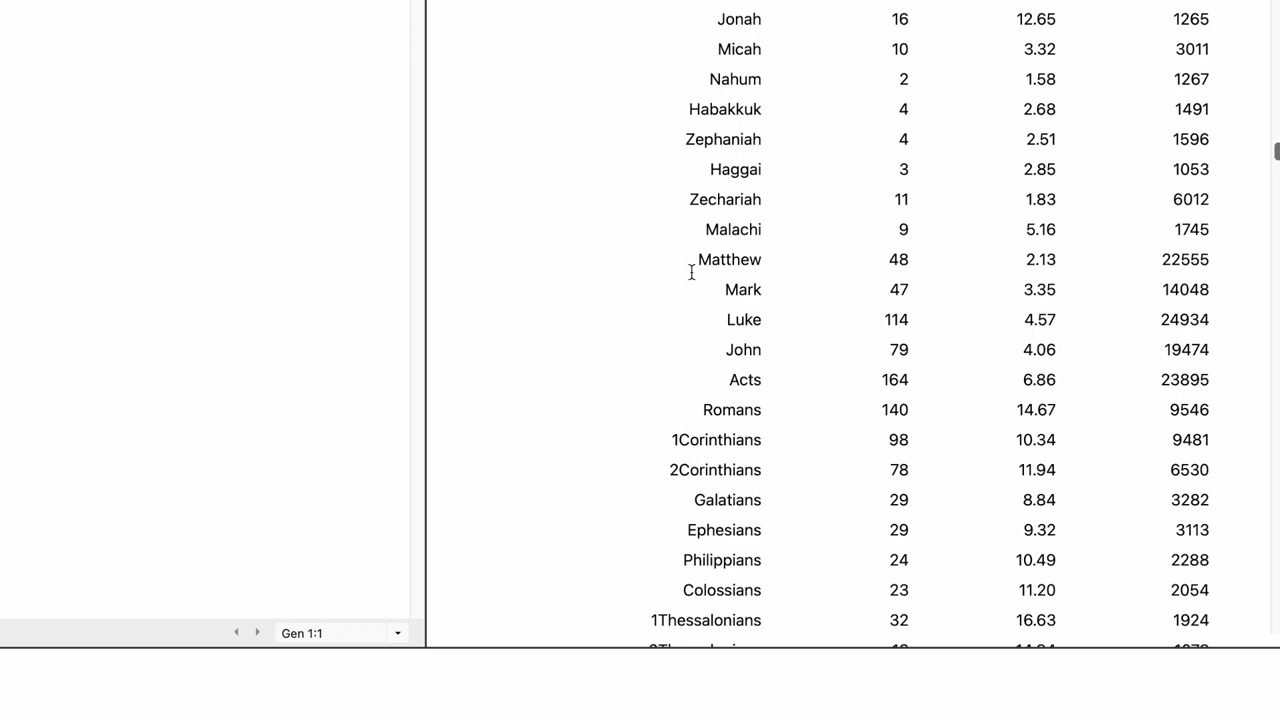 Jonah 16 12.65 1265
Micah 10 3.32 3011
Nahum 2 1.58 1267
Habakkuk 4 2.68 1491
Zephaniah 4 2.51 1596
Haggai 3 2.85 1053
Zechariah 11 1.83 6012
Malachi 9 5.16 1745
Matthew 48 2.13 22555
Mark 47 3.35 14048
Luke 114 4.57 24934
John 79 4.06 19474
Acts 164 6.86 23895
Romans 140 14.67 9546
1Corinthians 98 10.34 9481
2Corinthians 78 11.94 6530
Galatians 29 8.84 3282
Ephesians 29 9.32 3113
Philippians 24 10.49 2288
Colossians 23 11.20 2054
1Thessalonians 32 16.63 1924
Gen 1:1